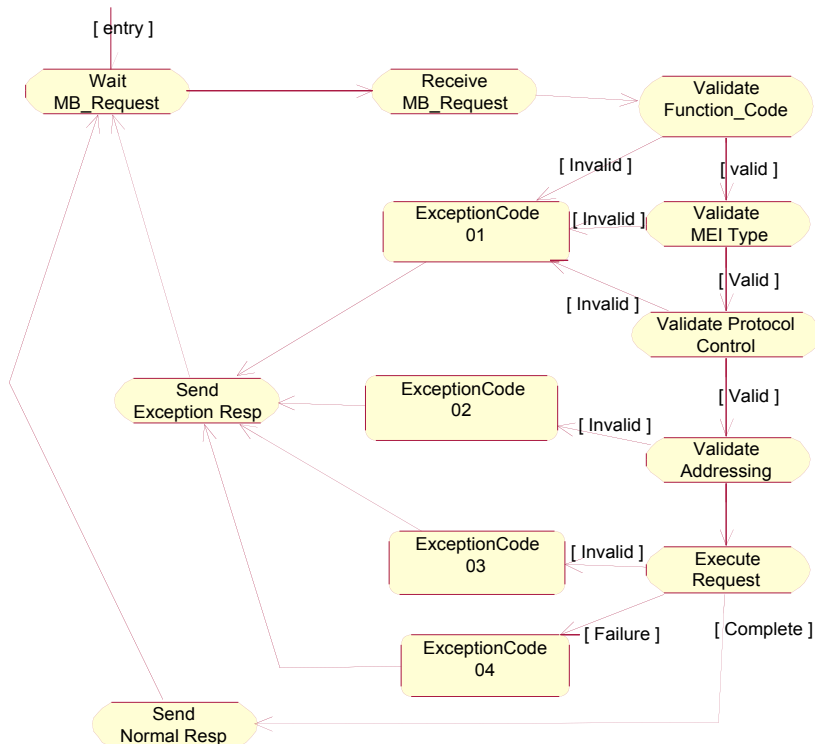 [ entry ]
Wait
MB_Request
Receive
MB_Request
Validate
Function_Code
[ Invalid ]
[ valid ]
ExceptionCode
01
[ Invalid ]
Validate
MEI Type
[ Valid ]
[ Invalid ]
Validate Protocol
Control
Send
Exception Resp
ExceptionCode
02
[ Valid ]
[ Invalid ]
Validate
Addressing
ExceptionCode
03
[ Invalid ]
Execute
Request
[ Failure ]
[ Complete ]
ExceptionCode
04
Send
Normal Resp